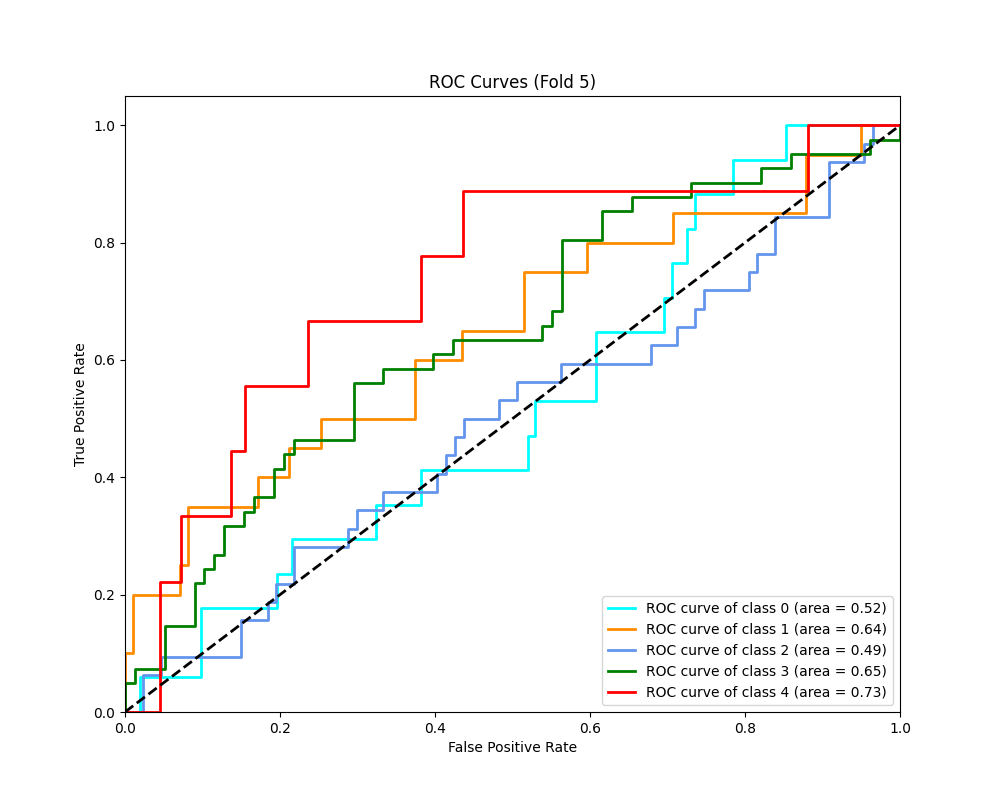 ROC Curves (Fold 5)
True Positive Rate
1.0
0.8
0.6
0.4
0.2
0.0
ROC curve of class 0 (area = 0.52)
ROC curve of class 1 (area = 0.64)
ROC curve of class 2 (area = 0.49)
ROC curve of class 3 (area = 0.65)
ROC curve of class 4 (area = 0.73)
0.0 0.2 0.4 0.6 0.8 1.0
False Positive Rate